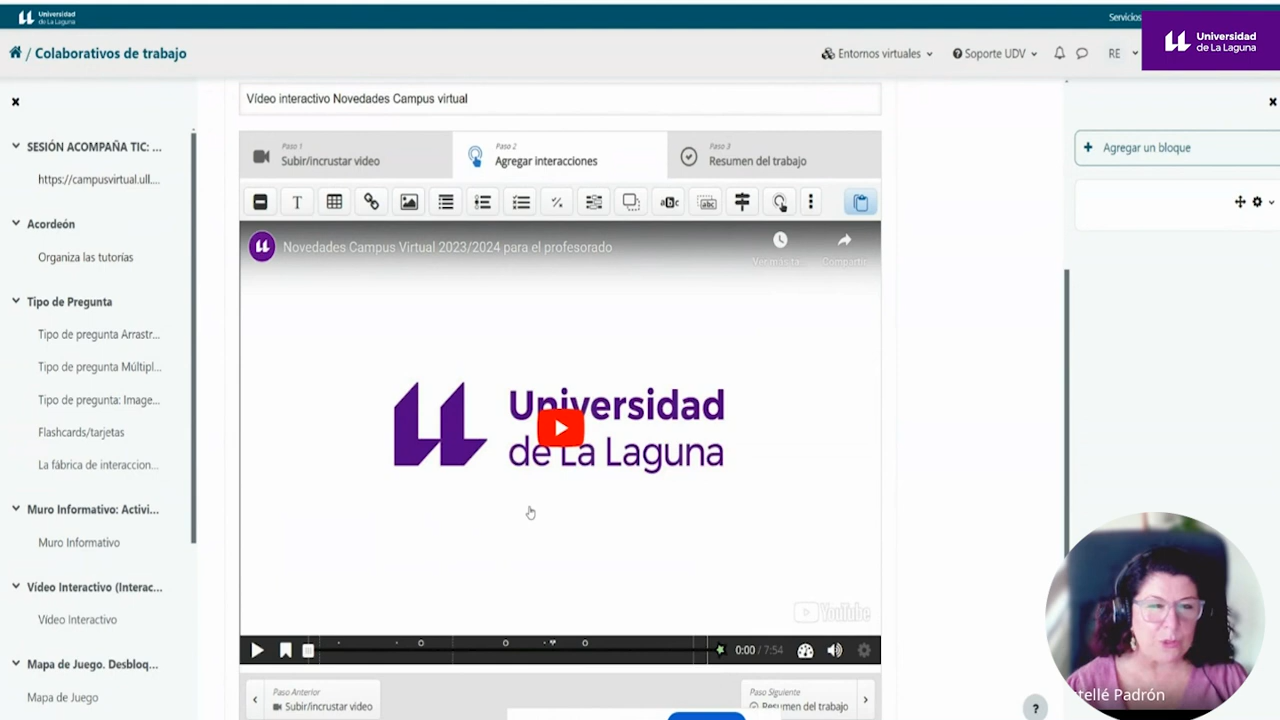 Universidad
de La Laguna
Servicios
Universidad
de La Laguna
/ Colaborativos de trabajo
Entornos virtuales
Soporte UDV
RE
SESIÓN ACOMPAÑA TIC: ...
https://campusvirtual.ull....
Acordeón
Organiza las tutorías
Tipo de Pregunta
Tipo de pregunta Arrastr...
Tipo de pregunta Múltipl...
Tipo de pregunta: Image...
Flashcards/tarjetas
La fábrica de interaccion...
Muro Informativo: Activi...
Muro Informativo
Vídeo Interactivo (Interac...
Vídeo Interactivo
Mapa de Juego. Desbloq...
Mapa de Juego
Vídeo interactivo Novedades Campus virtual
Paso 1
Subir/incrustar video
Paso 2
Agregar interacciones
Paso 3
Resumen del trabajo
T
abc
abc
Novedades Campus Virtual 2023/2024 para el profesorado
Ver más ta...
Compartir
Universidad
de La Laguna
YouTube
0:00 / 7:54
Paso Anterior
Subir/incrustar video
Paso Siguiente
Resumen del trabajo
Agregar un bloque
Padrón
?